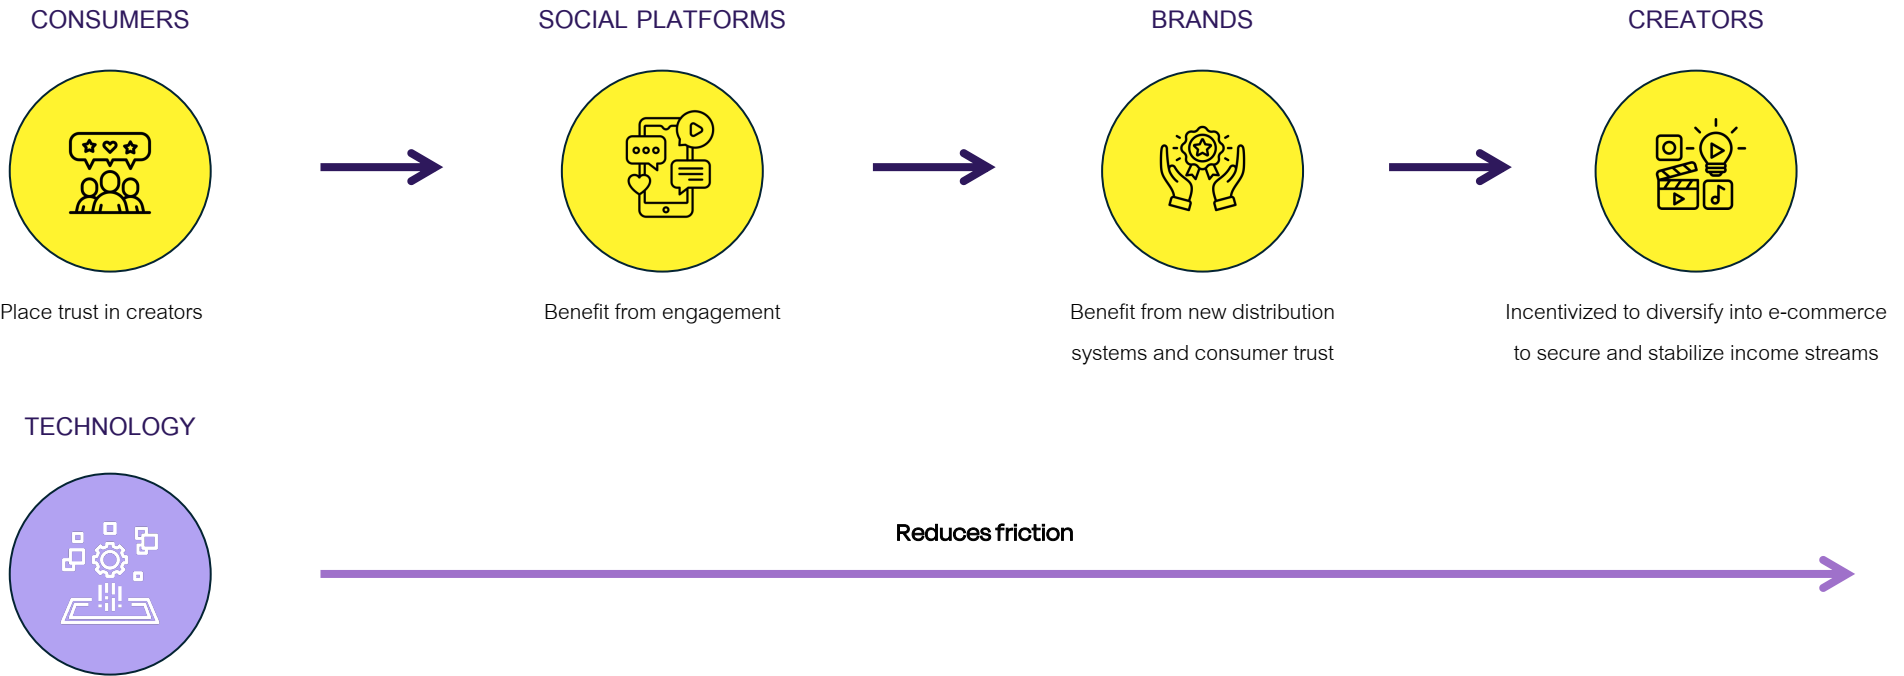 CONSUMERS
SOCIAL PLATFORMS
BRANDS
CREATORS
Place trust in creators
Benefit from engagement
Benefit from new distribution
systems and consumer trust
Incentivized to diversify into e-commerce
to secure and stabilize income streams
TECHNOLOGY
Reduces friction